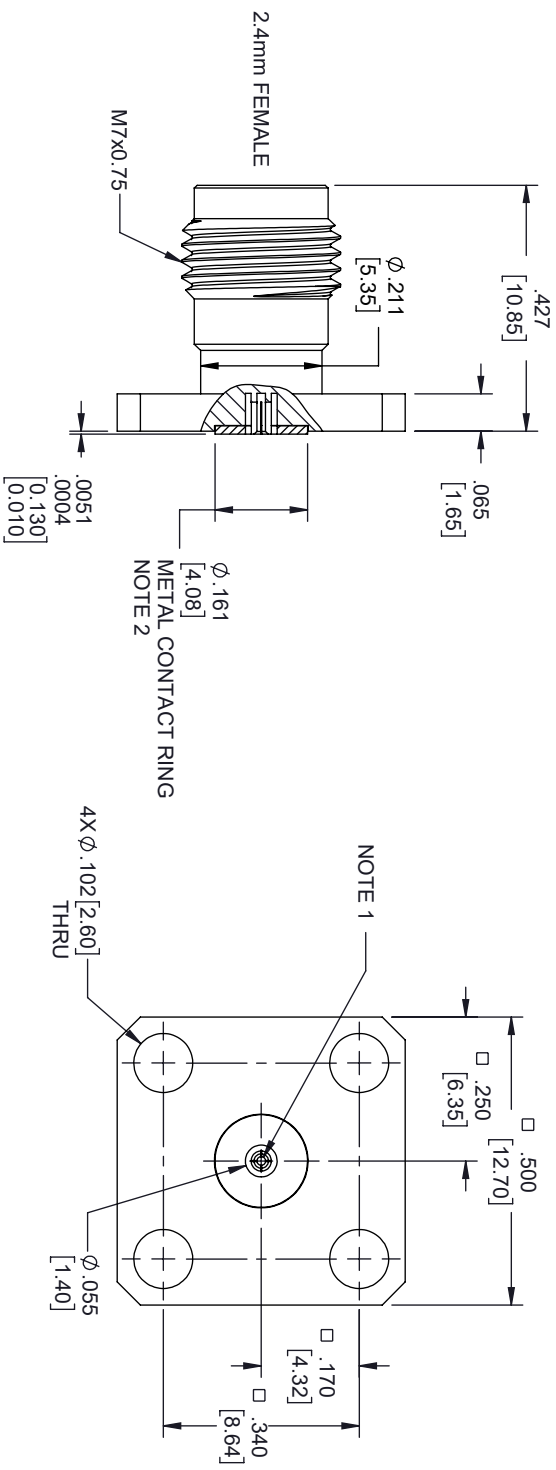 2.4mm FEMALE
M7x0.75
.427
[10.85]
Ø .211
[5.35]
.065
[1.65]
.0051
.0004
[0.130
0.010]
Ø .161
[4.08]
METAL CONTACT RING
NOTE 2
NOTE 1
4X Ø .102 [2.60]
THRU
□ .500
[12.70]
□ .250
[6.35]
Ø .055
[1.40]
□ .170
[4.32]
□ .340
[8.64]